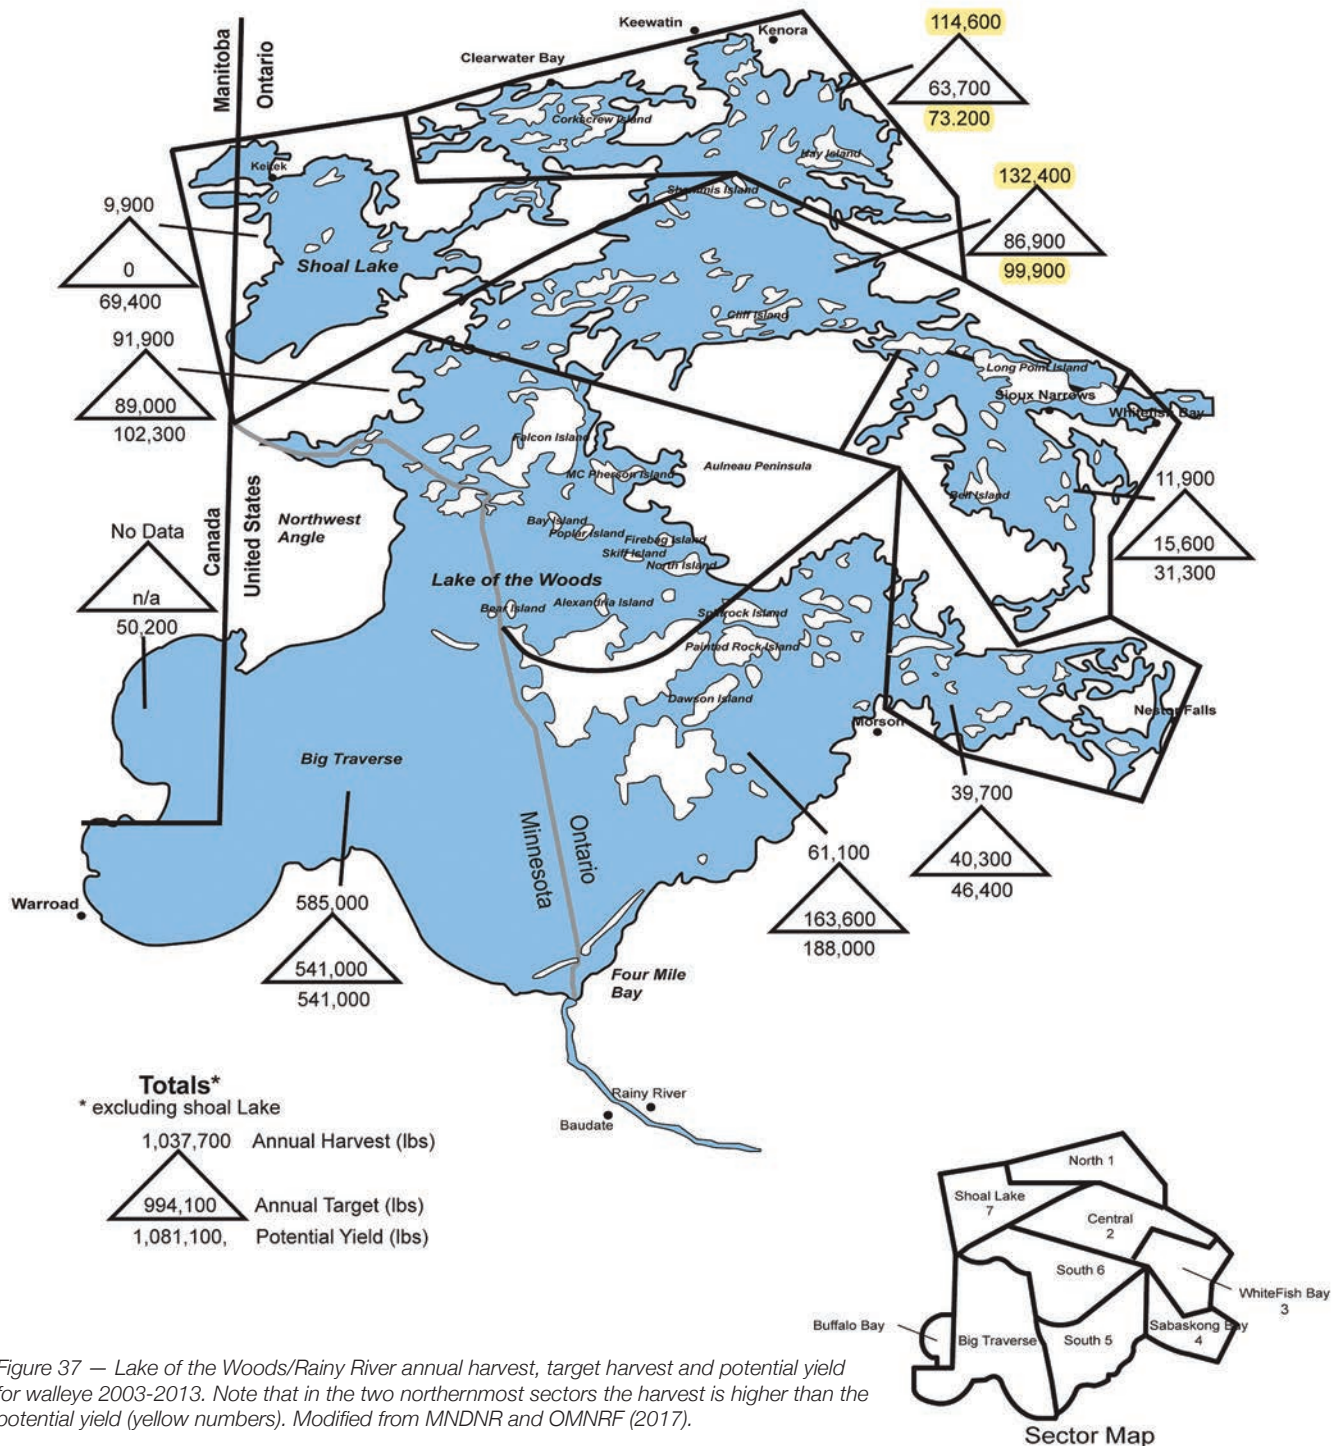 Manitoba
Ontario
Keewatin
Kenora
Clearwater Bay
Corkscrew Island
Hay Island
114,600
63,700
73.200
Kejick
Shammis Island
132,400
86,900
99,900
9,900
0
69,400
Shoal Lake
Cliff Island
91,900
89,000
102,300
Long Point Island
Sioux Narrows
Whitefish Bay
Falcon Island
MC Pherson Island
Aulneau Peninsula
Bell Island
11,900
15,600
31,300
Canada
United States
Northwest
Angle
Bay Island
Poplar Island
Firebag Island
Skiff Island
North Island
No Data
n/a
50,200
Lake of the Woods
Bear Island
Alexandria Island
Splitrock Island
Painted Rock Island
Dawson Island
Morson
Nestor Falls
Big Traverse
Minnesota
Ontario
39,700
40,300
46,400
61,100
163,600
188,000
Warroad
585,000
541,000
541,000
Four Mile
Bay
Rainy River
Baudate
Totals*
* excluding shoal Lake
1,037,700 Annual Harvest (lbs)
994,100 Annual Target (lbs)
1,081,100, Potential Yield (lbs)
North 1
Shoal Lake
7
Central
2
South 6
WhiteFish Bay
3
Buffalo Bay
Big Traverse
South 5
Sabaskong Bay
4
Sector Map
Figure 37 — Lake of the Woods/Rainy River annual harvest, target harvest and potential yield
for walleye 2003-2013. Note that in the two northernmost sectors the harvest is higher than the
potential yield (yellow numbers). Modified from MNDNR and OMNRF (2017).